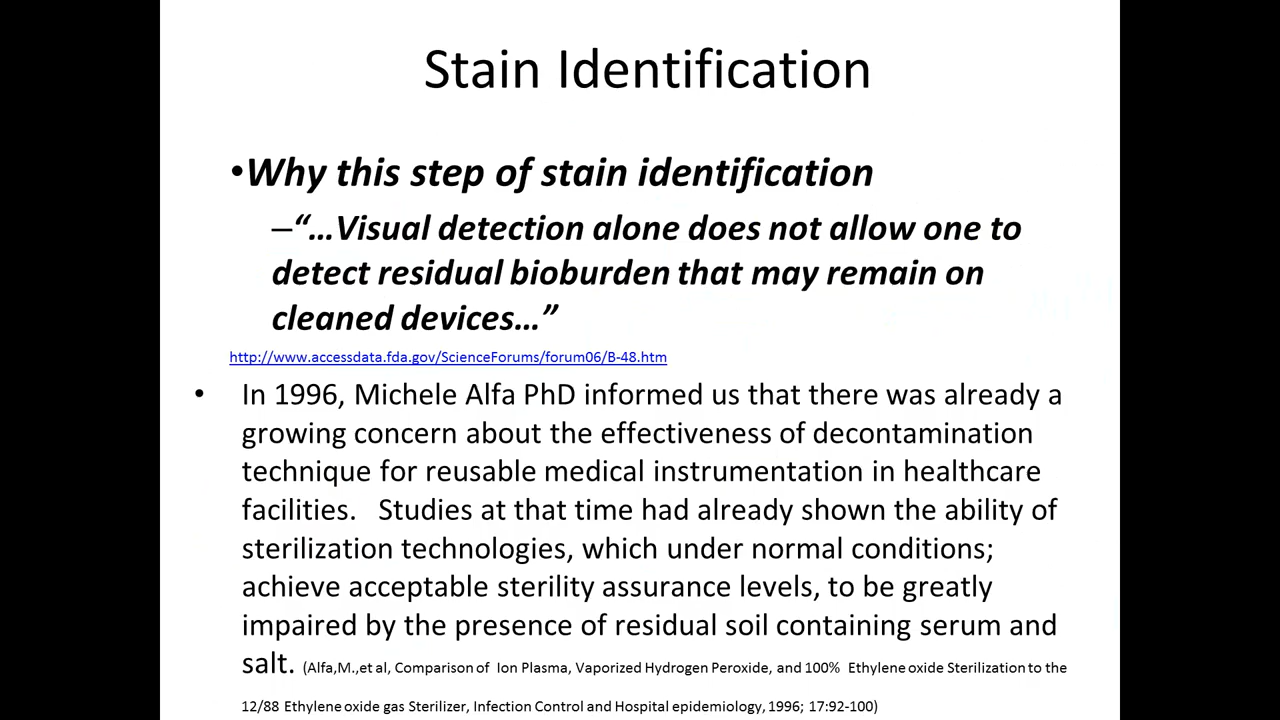 Stain Identification
•Why this step of stain identification
–“…Visual detection alone does not allow one to
detect residual bioburden that may remain on
cleaned devices…”
http://www.accessdata.fda.gov/ScienceForums/forum06/B-48.htm
• In 1996, Michele Alfa PhD informed us that there was already a
growing concern about the effectiveness of decontamination
technique for reusable medical instrumentation in healthcare
facilities.   Studies at that time had already shown the ability of
sterilization technologies, which under normal conditions;
achieve acceptable sterility assurance levels, to be greatly
impaired by the presence of residual soil containing serum and
salt. (Alfa,M.,et al, Comparison of Ion Plasma, Vaporized Hydrogen Peroxide, and 100% Ethylene oxide Sterilization to the
12/88 Ethylene oxide gas Sterilizer, Infection Control and Hospital epidemiology, 1996; 17:92-100)